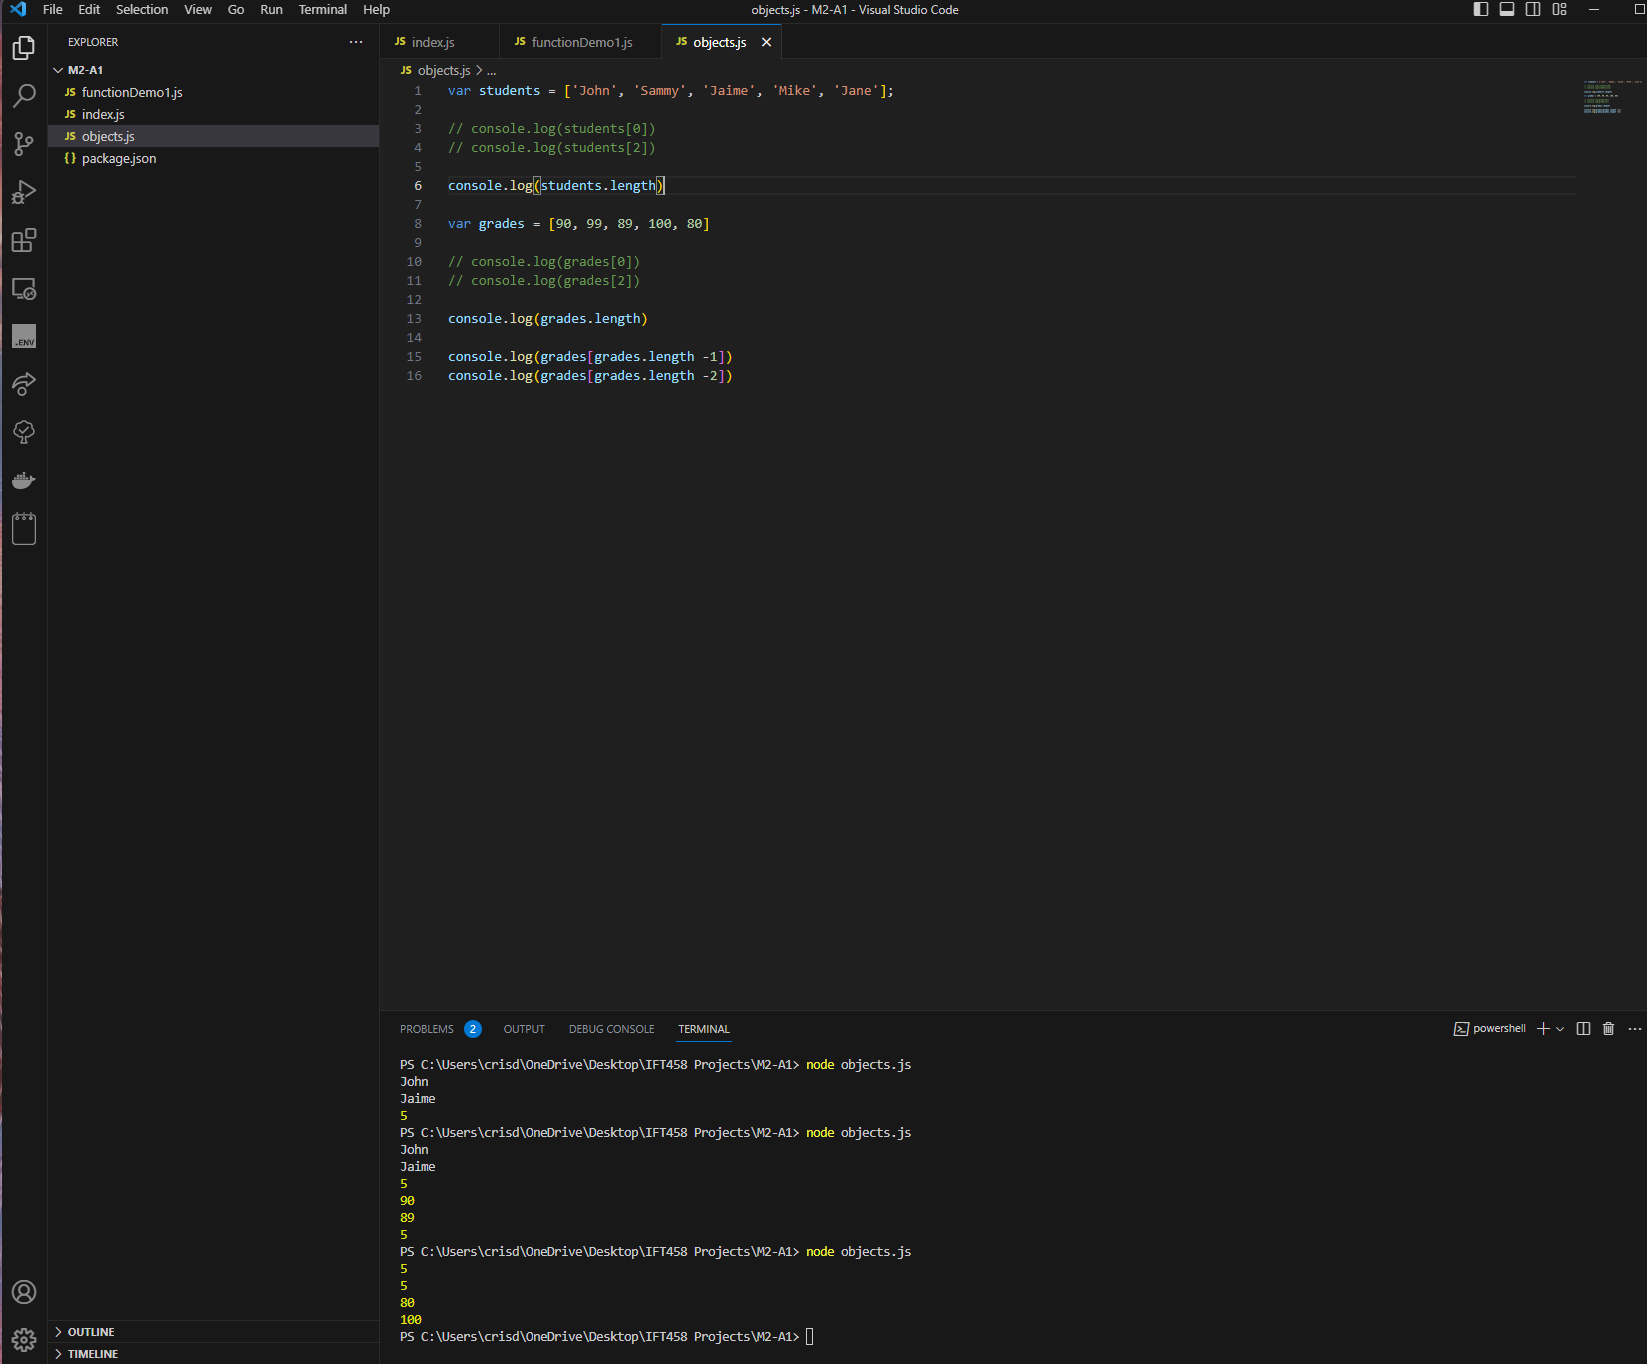 File Edit Selection View Go Run Terminal Help
objects.js - M2-A1 - Visual Studio Code
EXPLORER
M2-A1
JS functionDemo1.js
JS index.js
JS objects.js
{} package.json
.ENV
OUTLINE
TIMELINE
JS index.js
JS functionDemo1.js
JS objects.js
JS objects.js > ...
1 var students = ['John', 'Sammy', 'Jaime', 'Mike', 'Jane'];
2
3 // console.log(students[0])
4 // console.log(students[2])
5
6 console.log(students.length)
7
8 var grades = [90, 99, 89, 100, 80]
9
10 // console.log(grades[0])
11 // console.log(grades[2])
12
13 console.log(grades.length)
14
15 console.log(grades[grades.length -1])
16 console.log(grades[grades.length -2])
PROBLEMS 2 OUTPUT DEBUG CONSOLE TERMINAL
powershell
PS C:\Users\crisd\OneDrive\Desktop\IFT458 Projects\M2-A1> node objects.js
John
Jaime
5
PS C:\Users\crisd\OneDrive\Desktop\IFT458 Projects\M2-A1> node objects.js
John
Jaime
5
90
89
5
PS C:\Users\crisd\OneDrive\Desktop\IFT458 Projects\M2-A1> node objects.js
5
5
80
100
PS C:\Users\crisd\OneDrive\Desktop\IFT458 Projects\M2-A1>